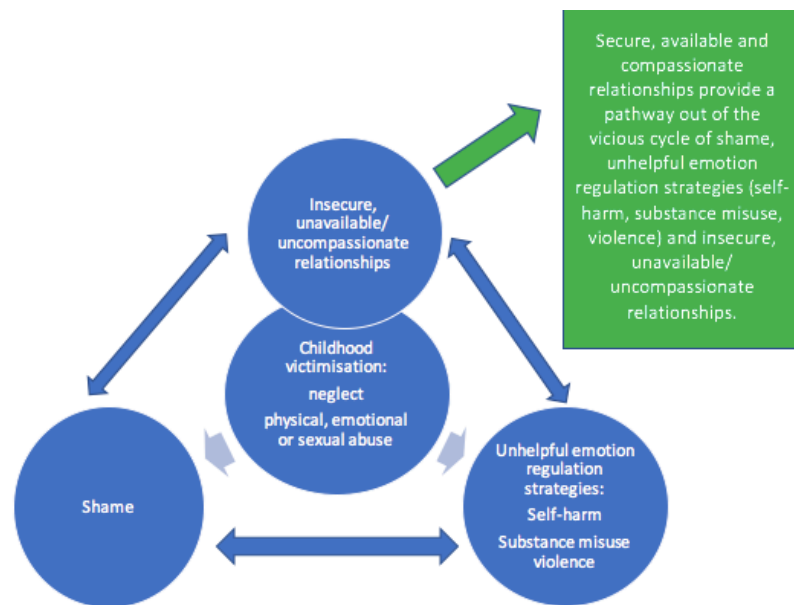 Secure, available and
compassionate
relationships provide a
pathway out of the
vicious cycle of shame,
unhelpful emotion
regulation strategies (self-
harm, substance misuse,
violence) and insecure,
unavailable/
uncompassionate
relationships.
Insecure,
unavailable/
uncompassionate
relationships
Childhood
victimisation:
neglect
physical, emotional
or sexual abuse
Shame
Unhelpful emotion
regulation
strategies:
Self-harm
Substance misuse
violence